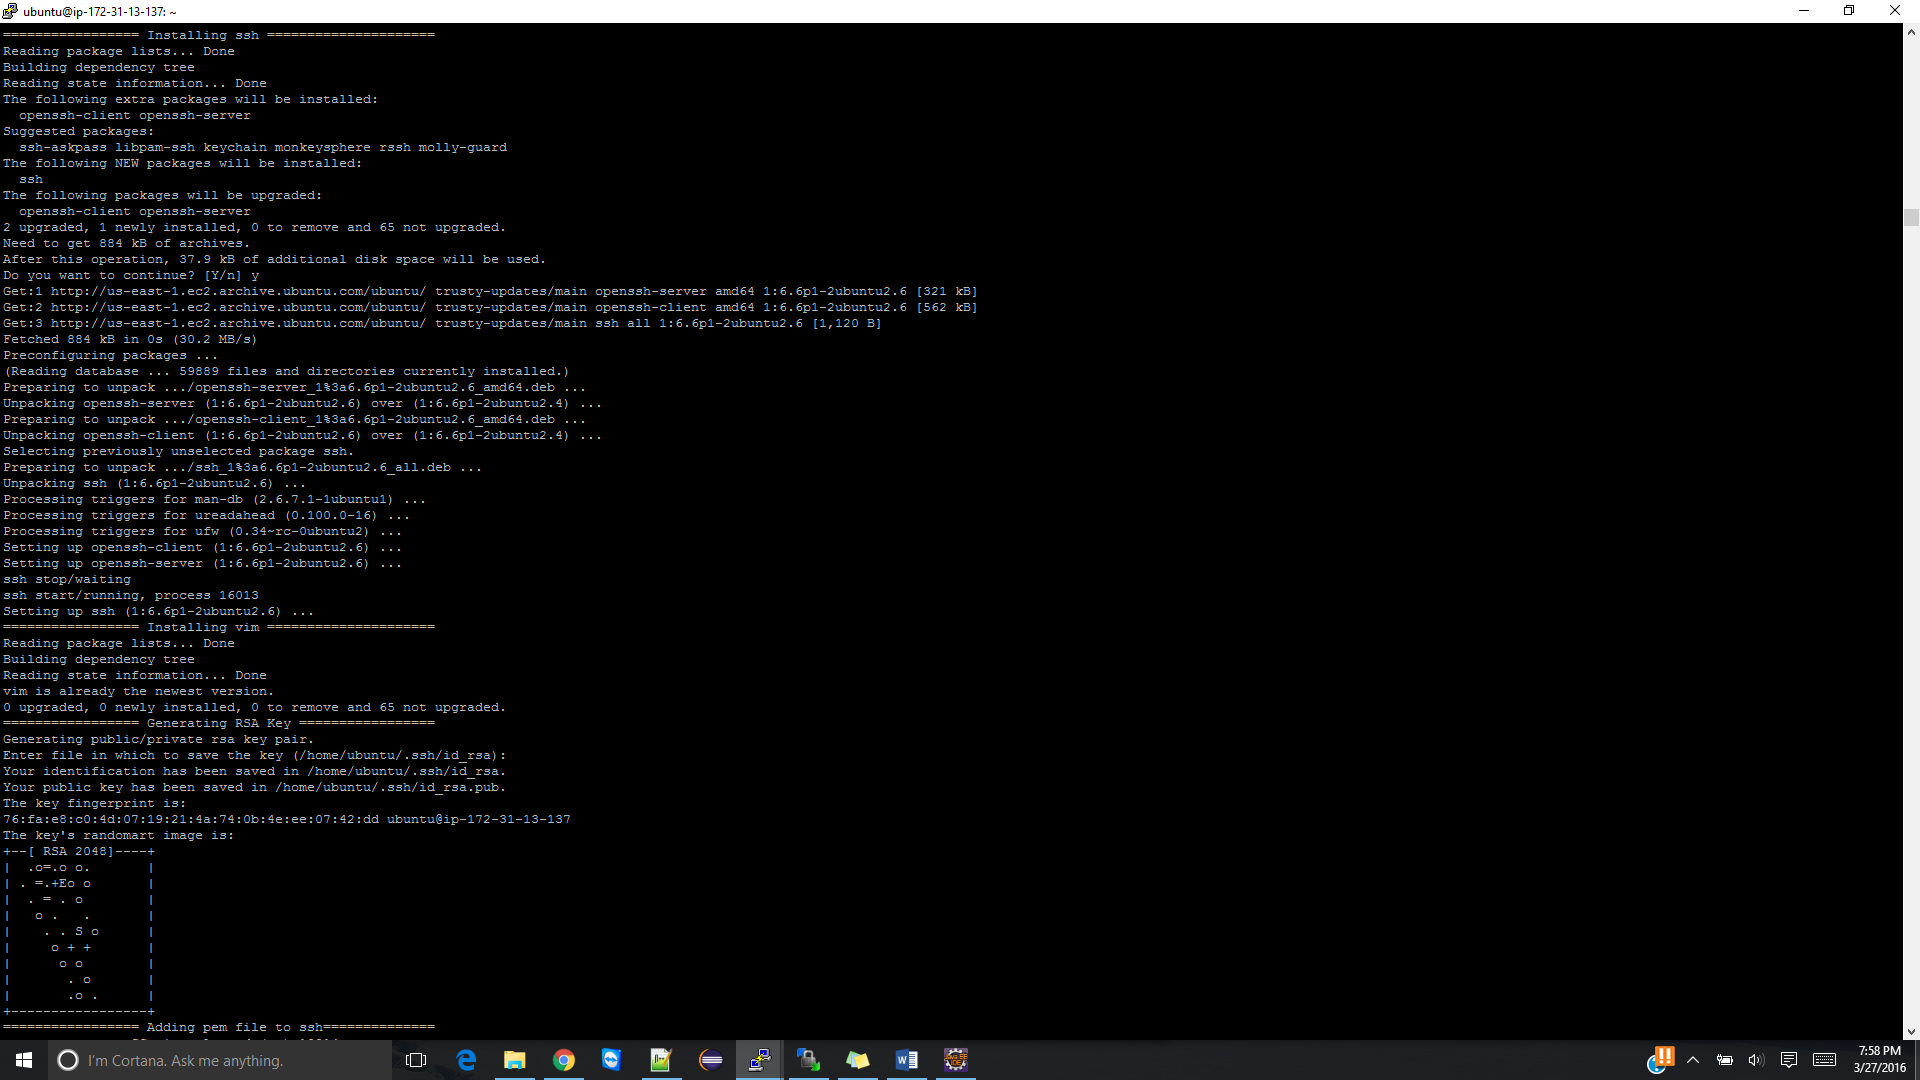 ubuntu@ip-172-31-13-137: ~
================= Installing ssh =====================
Reading package lists... Done
Building dependency tree
Reading state information... Done
The following extra packages will be installed:
  openssh-client openssh-server
Suggested packages:
  ssh-askpass libpam-ssh keychain monkeysphere rssh molly-guard
The following NEW packages will be installed:
  ssh
The following packages will be upgraded:
  openssh-client openssh-server
2 upgraded, 1 newly installed, 0 to remove and 65 not upgraded.
Need to get 884 kB of archives.
After this operation, 37.9 kB of additional disk space will be used.
Do you want to continue? [Y/n] y
Get:1 http://us-east-1.ec2.archive.ubuntu.com/ubuntu/ trusty-updates/main openssh-server amd64 1:6.6p1-2ubuntu2.6 [321 kB]
Get:2 http://us-east-1.ec2.archive.ubuntu.com/ubuntu/ trusty-updates/main openssh-client amd64 1:6.6p1-2ubuntu2.6 [562 kB]
Get:3 http://us-east-1.ec2.archive.ubuntu.com/ubuntu/ trusty-updates/main ssh all 1:6.6p1-2ubuntu2.6 [1,120 B]
Fetched 884 kB in 0s (30.2 MB/s)
Preconfiguring packages ...
(Reading database ... 59889 files and directories currently installed.)
Preparing to unpack .../openssh-server_1%3a6.6p1-2ubuntu2.6_amd64.deb ...
Unpacking openssh-server (1:6.6p1-2ubuntu2.6) over (1:6.6p1-2ubuntu2.4) ...
Preparing to unpack .../openssh-client_1%3a6.6p1-2ubuntu2.6_amd64.deb ...
Unpacking openssh-client (1:6.6p1-2ubuntu2.6) over (1:6.6p1-2ubuntu2.4) ...
Selecting previously unselected package ssh.
Preparing to unpack .../ssh_1%3a6.6p1-2ubuntu2.6_all.deb ...
Unpacking ssh (1:6.6p1-2ubuntu2.6) ...
Processing triggers for man-db (2.6.7.1-1ubuntu1) ...
Processing triggers for ureadahead (0.100.0-16) ...
Processing triggers for ufw (0.34~rc-0ubuntu2) ...
Setting up openssh-client (1:6.6p1-2ubuntu2.6) ...
Setting up openssh-server (1:6.6p1-2ubuntu2.6) ...
ssh stop/waiting
ssh start/running, process 16013
Setting up ssh (1:6.6p1-2ubuntu2.6) ...
================= Installing vim =====================
Reading package lists... Done
Building dependency tree
Reading state information... Done
vim is already the newest version.
0 upgraded, 0 newly installed, 0 to remove and 65 not upgraded.
================= Generating RSA Key =================
Generating public/private rsa key pair.
Enter file in which to save the key (/home/ubuntu/.ssh/id_rsa):
Your identification has been saved in /home/ubuntu/.ssh/id_rsa.
Your public key has been saved in /home/ubuntu/.ssh/id_rsa.pub.
The key fingerprint is:
76:fa:e8:c0:4d:07:19:21:4a:74:0b:4e:ee:07:42:dd ubuntu@ip-172-31-13-137
The key's randomart image is:
+--[ RSA 2048]----+
|  .o=.o o.       |
| . =.+Eo o       |
|  . = . o        |
|   o .   .       |
|    . . S o      |
|     o + +       |
|      o o        |
|       . o       |
|       .o .      |
+-----------------+
================= Adding pem file to ssh==============
I'm Cortana. Ask me anything.
7:58 PM
3/27/2016